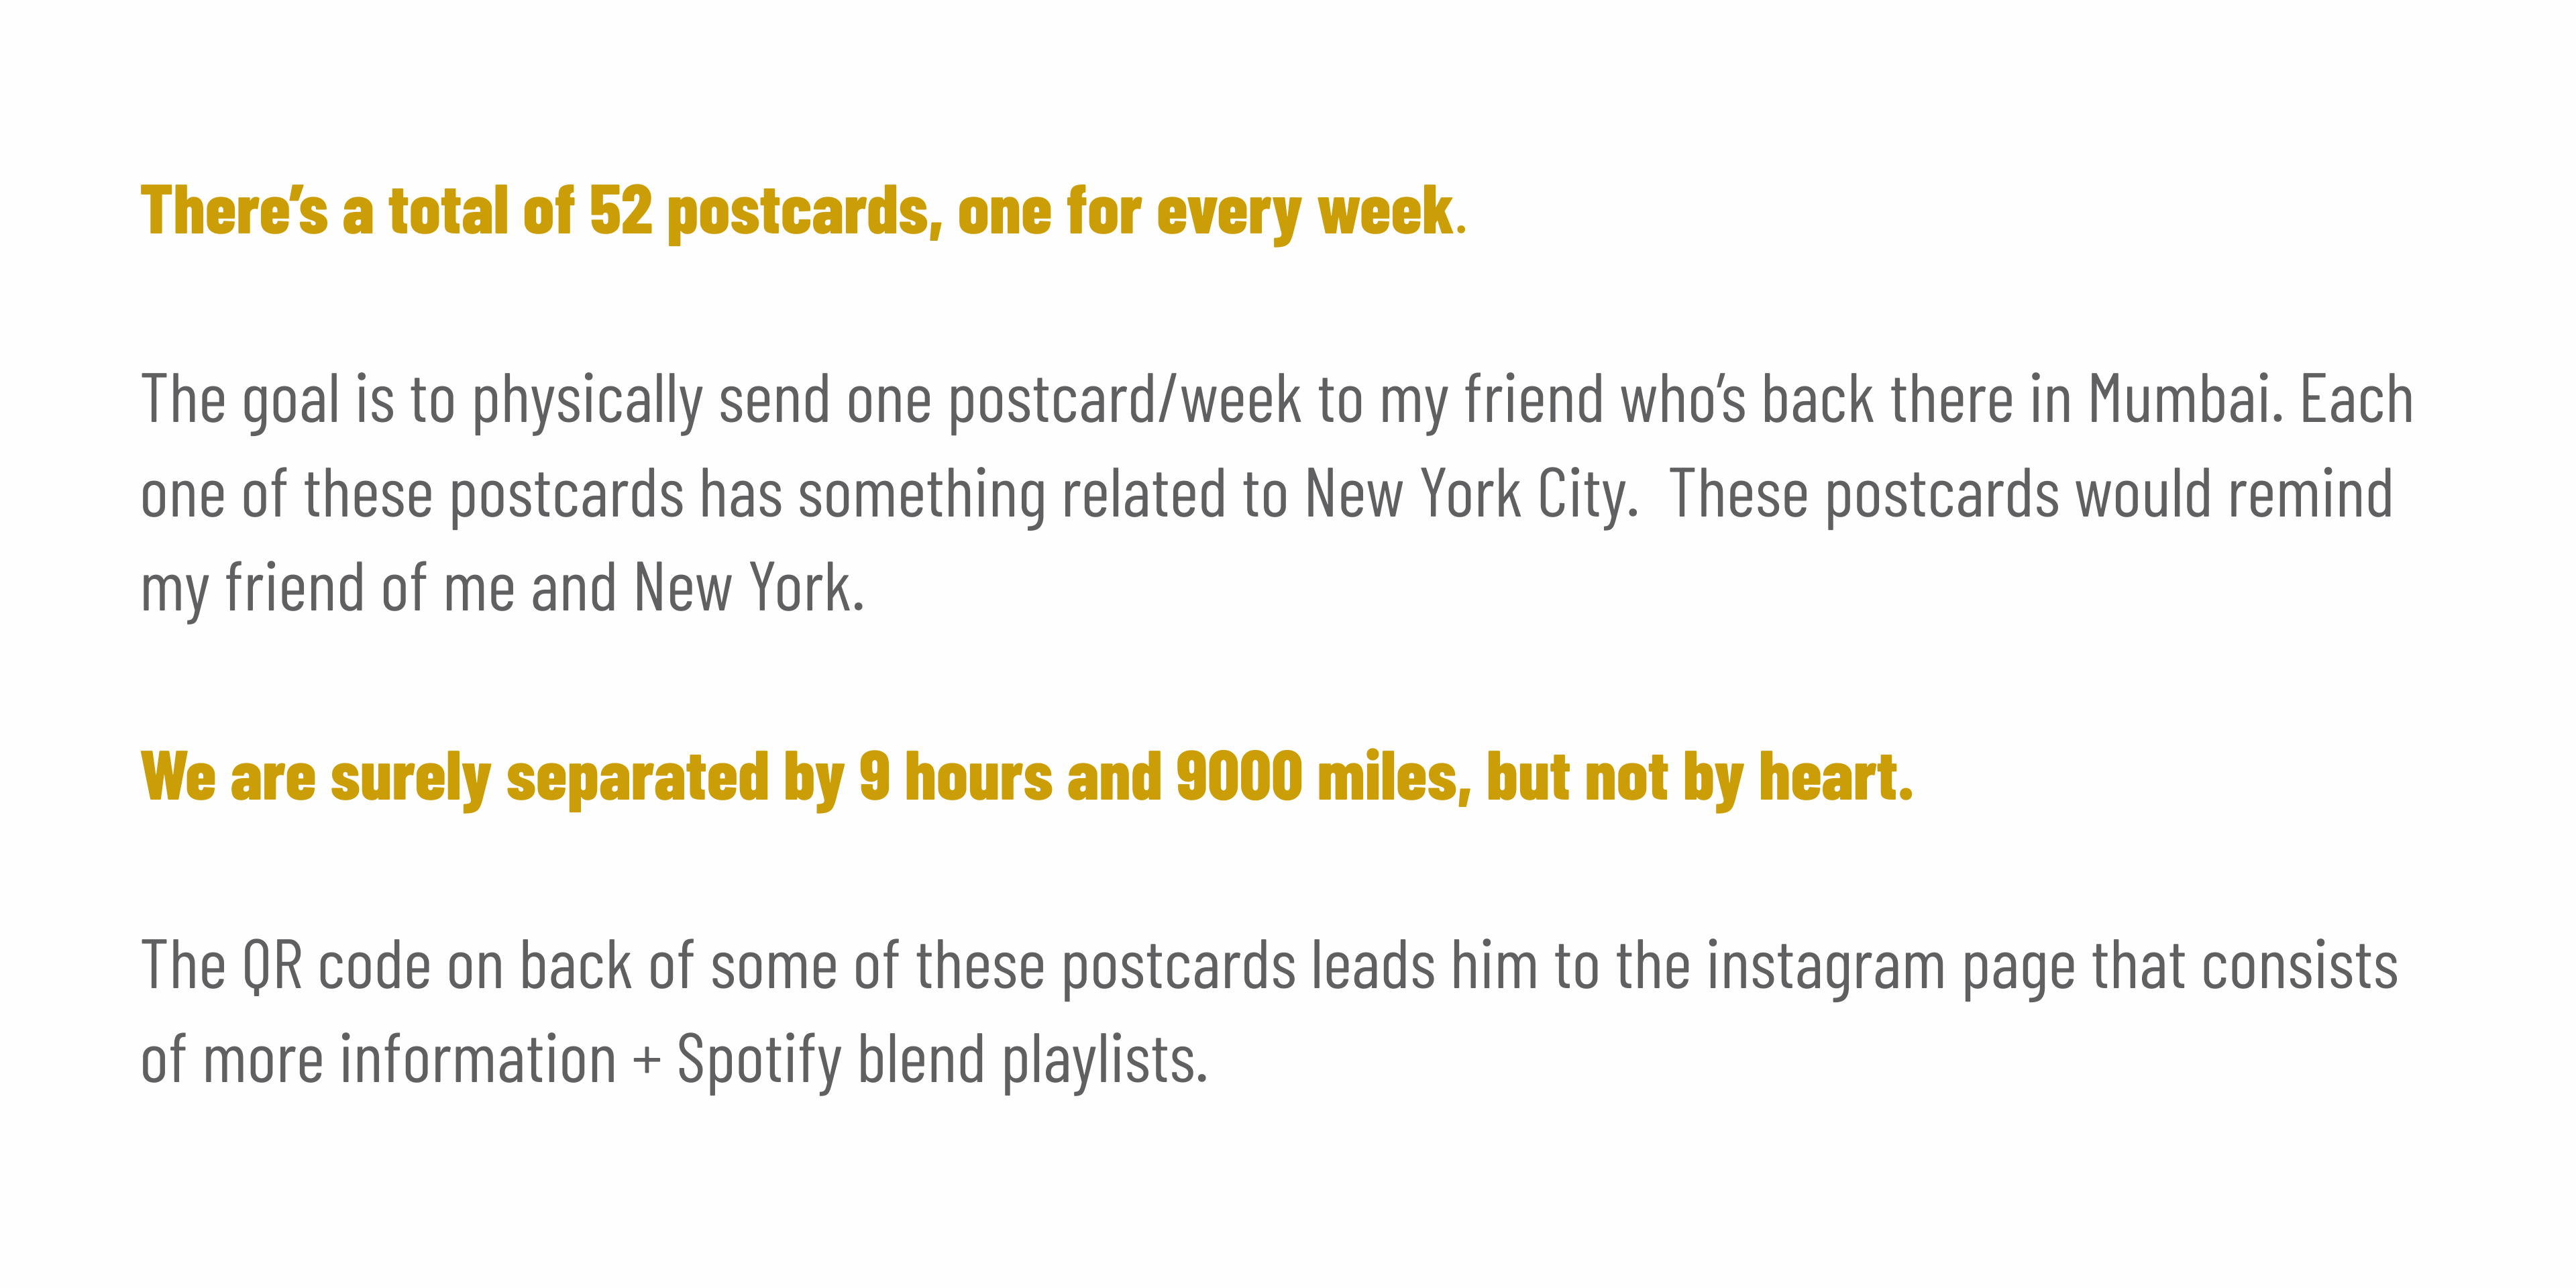 There’s a total of 52 postcards, one for every week.
The goal is to physically send one postcard/week to my friend who’s back there in Mumbai. Each
one of these postcards has something related to New York City.  These postcards would remind
my friend of me and New York.
We are surely separated by 9 hours and 9000 miles, but not by heart.
The QR code on back of some of these postcards leads him to the instagram page that consists
of more information + Spotify blend playlists.